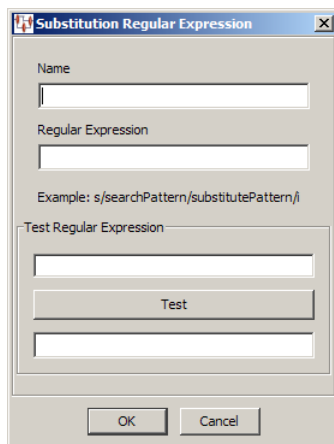 Substitution Regular Expression
Name
Regular Expression
Example: s/searchPattern/substitutePattern/i
Test Regular Expression
Test
OK Cancel